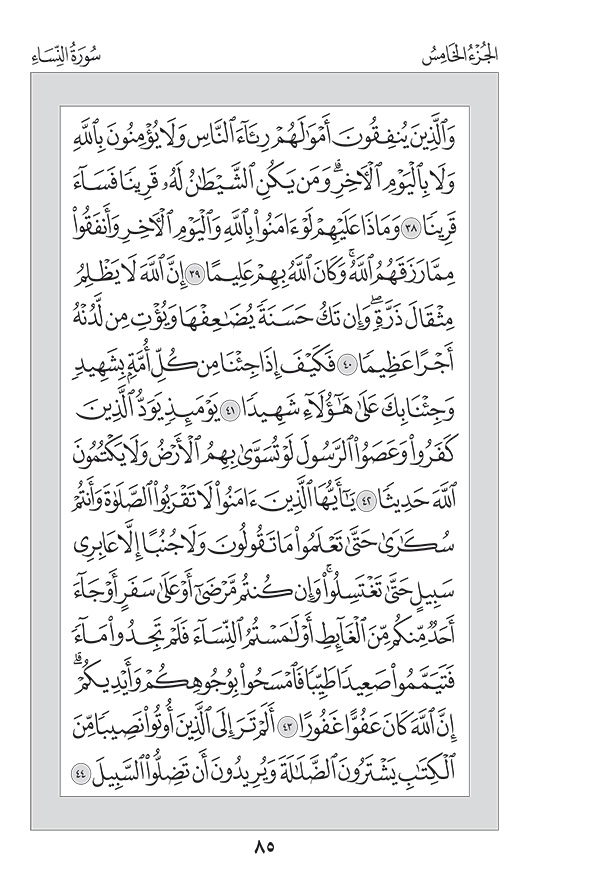 الجُزْءُ الخَامِسُ
سُورَةُ النِّسَاءِ
وَٱلَّذِينَ يُنفِقُونَ أَمْوَٰلَهُمْ رِئَآءَ ٱلنَّاسِ وَلَا يُؤْمِنُونَ بِٱللَّهِ
وَلَا بِٱلْيَوْمِ ٱلْـَٔاخِرِۗ وَمَن يَكُنِ ٱلشَّيْطَٰنُ لَهُۥ قَرِينًا فَسَآءَ
قَرِينًا ٣٨ وَمَاذَا عَلَيْهِمْ لَوْ ءَامَنُوا۟ بِٱللَّهِ وَٱلْيَوْمِ ٱلْـَٔاخِرِ وَأَنفَقُوا۟
مِمَّا رَزَقَهُمُ ٱللَّهُۚ وَكَانَ ٱللَّهُ بِهِمْ عَلِيمًا ٣٩ إِنَّ ٱللَّهَ لَا يَظْلِمُ
مِثْقَالَ ذَرَّةٍۖ وَإِن تَكُ حَسَنَةً يُضَٰعِفْهَا وَيُؤْتِ مِن لَّدُنْهُ
أَجْرًا عَظِيمًا ٤٠ فَكَيْفَ إِذَا جِئْنَا مِن كُلِّ أُمَّةٍۭ بِشَهِيدٍ
وَجِئْنَا بِكَ عَلَىٰ هَٰٓؤُلَآءِ شَهِيدًا ٤١ يَوْمَئِذٍ يَوَدُّ ٱلَّذِينَ
كَفَرُوا۟ وَعَصَوُا۟ ٱلرَّسُولَ لَوْ تُسَوَّىٰ بِهِمُ ٱلْأَرْضُ وَلَا يَكْتُمُونَ
ٱللَّهَ حَدِيثًا ٤٢ يَٰٓأَيُّهَا ٱلَّذِينَ ءَامَنُوا۟ لَا تَقْرَبُوا۟ ٱلصَّلَوٰةَ وَأَنتُمْ
سُكَٰرَىٰ حَتَّىٰ تَعْلَمُوا۟ مَا تَقُولُونَ وَلَا جُنُبًا إِلَّا عَابِرِى
سَبِيلٍ حَتَّىٰ تَغْتَسِلُوا۟ۚ وَإِن كُنتُم مَّرْضَىٰٓ أَوْ عَلَىٰ سَفَرٍ أَوْ جَآءَ
أَحَدٌ مِّنكُم مِّنَ ٱلْغَآئِطِ أَوْ لَٰمَسْتُمُ ٱلنِّسَآءَ فَلَمْ تَجِدُوا۟ مَآءً
فَتَيَمَّمُوا۟ صَعِيدًا طَيِّبًا فَٱمْسَحُوا۟ بِوُجُوهِكُمْ وَأَيْدِيكُمْۗ
إِنَّ ٱللَّهَ كَانَ عَفُوًّا غَفُورًا ٤٣ أَلَمْ تَرَ إِلَى ٱلَّذِينَ أُوتُوا۟ نَصِيبًا مِّنَ
ٱلْكِتَٰبِ يَشْتَرُونَ ٱلضَّلَٰلَةَ وَيُرِيدُونَ أَن تَضِلُّوا۟ ٱلسَّبِيلَ ٤٤
٨٥